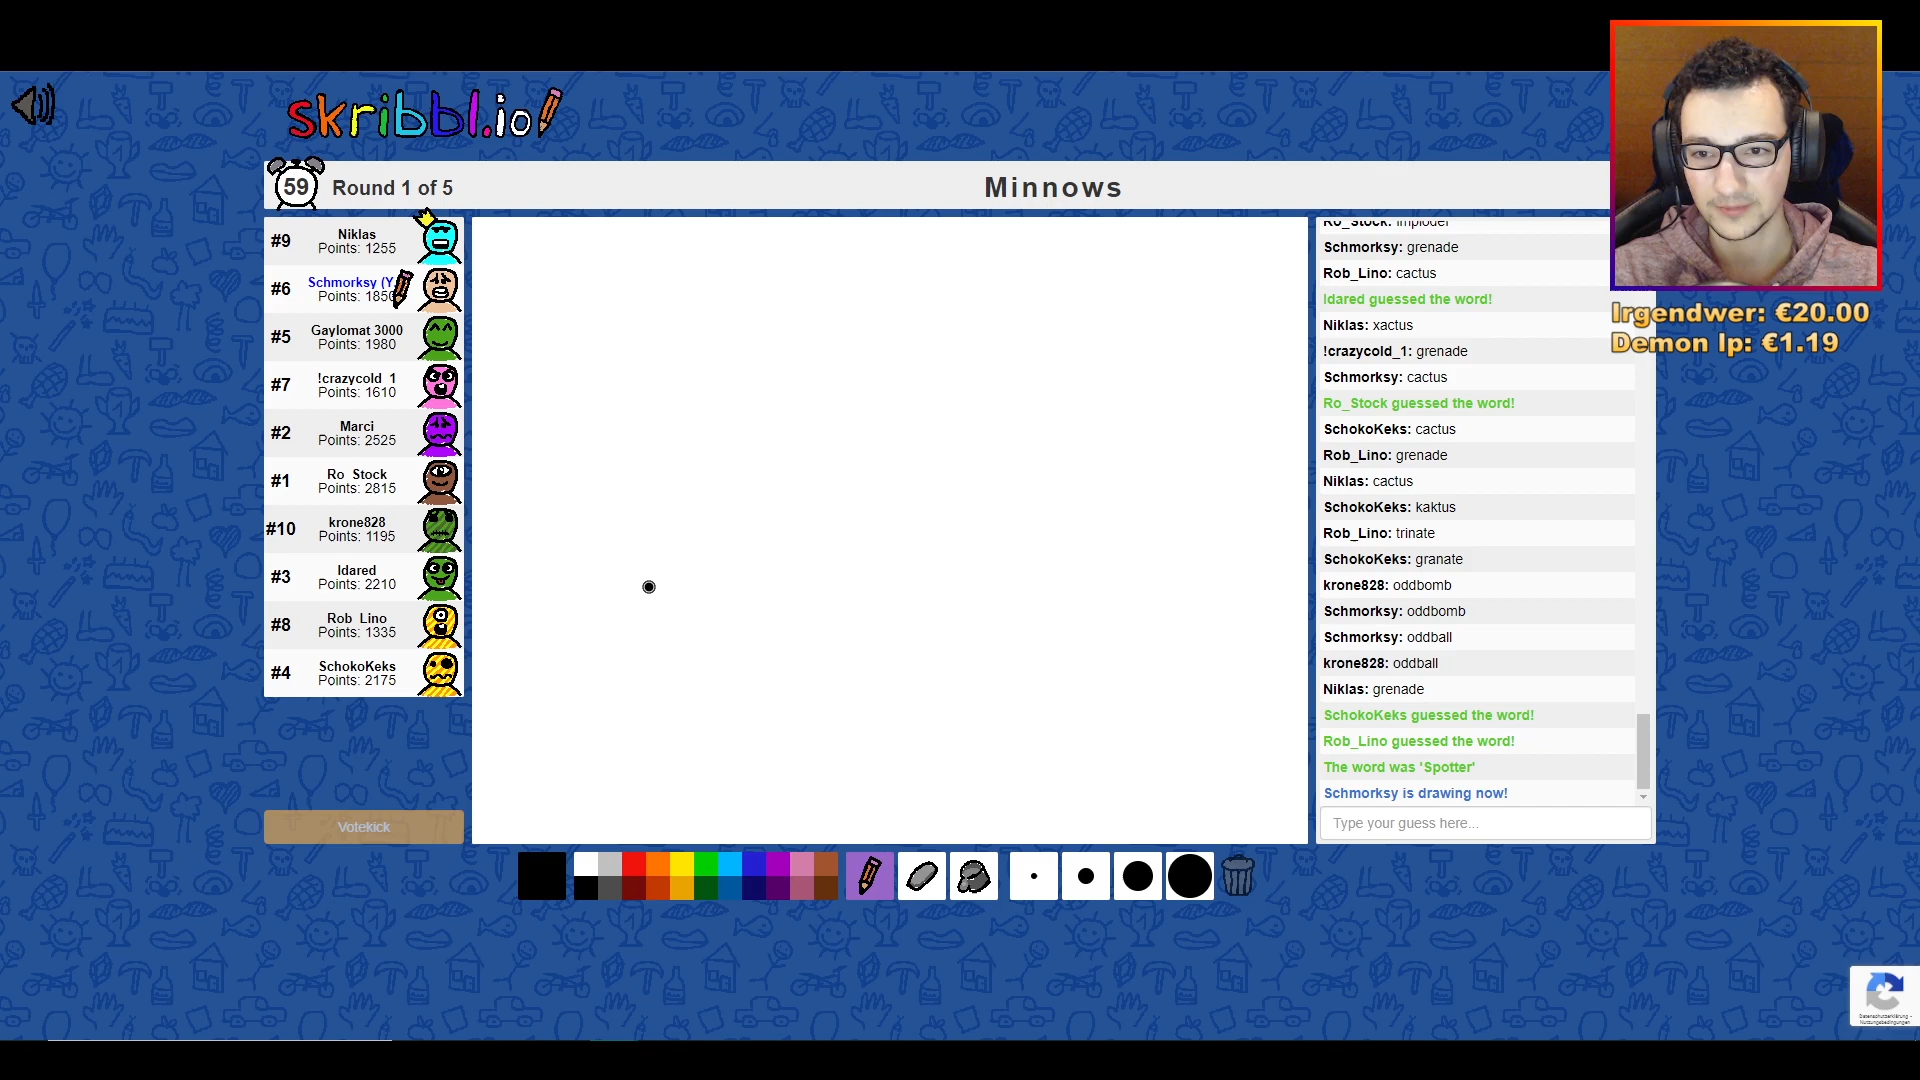 skribbl.io
59
Round 1 of 5
Minnows
#9
Niklas
Points: 1255
#6
Schmorksy (Y
Points: 1850
#5
Gaylomat 3000
Points: 1980
#7
!crazycold_1
Points: 1610
#2
Marci
Points: 2525
#1
Ro_Stock
Points: 2815
#10
krone828
Points: 1195
#3
Idared
Points: 2210
#8
Rob_Lino
Points: 1335
#4
SchokoKeks
Points: 2175
Votekick
Ro_Stock: imploder
Schmorksy: grenade
Rob_Lino: cactus
Idared guessed the word!
Niklas: xactus
!crazycold_1: grenade
Schmorksy: cactus
Ro_Stock guessed the word!
SchokoKeks: cactus
Rob_Lino: grenade
Niklas: cactus
SchokoKeks: kaktus
Rob_Lino: trinate
SchokoKeks: granate
krone828: oddbomb
Schmorksy: oddbomb
Schmorksy: oddball
krone828: oddball
Niklas: grenade
SchokoKeks guessed the word!
Rob_Lino guessed the word!
The word was 'Spotter'
Schmorksy is drawing now!
Type your guess here...
Irgendwer: €20.00
Demon Ip: €1.19
Datenschutzerklärung -
Nutzungsbedingungen